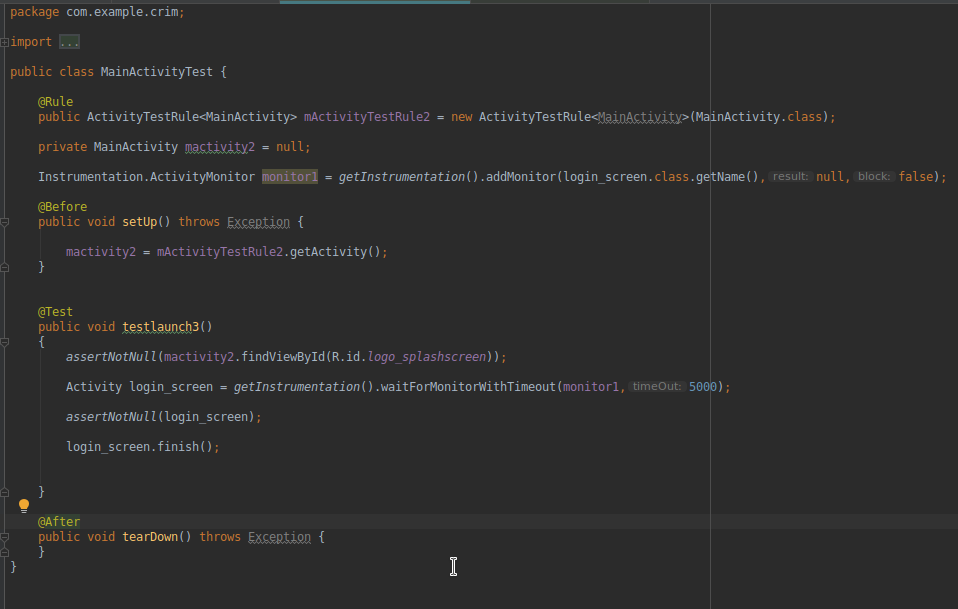 package com.example.crim;
import ...
public class MainActivityTest {
@Rule
public ActivityTestRule<MainActivity> mActivityTestRule2 = new ActivityTestRule<MainActivity>(MainActivity.class);
private MainActivity mactivity2 = null;
Instrumentation.ActivityMonitor monitor1 = getInstrumentation().addMonitor(login_screen.class.getName(), result: null, block: false);
@Before
public void setUp() throws Exception {
mactivity2 = mActivityTestRule2.getActivity();
}
@Test
public void testlaunch3()
{
assertNotNull(mactivity2.findViewById(R.id.logo_splashscreen));
Activity login_screen = getInstrumentation().waitForMonitorWithTimeout(monitor1, timeOut: 5000);
assertNotNull(login_screen);
login_screen.finish();
}
@After
public void tearDown() throws Exception {
}
}